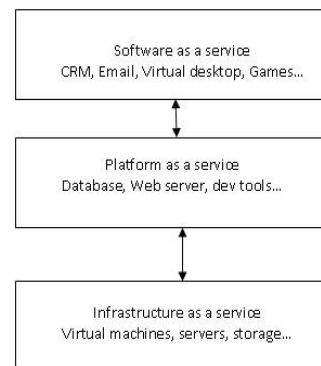 Software as a service
CRM, Email, Virtual desktop, Games...
Platform as a service
Database, Web server, dev tools...
Infrastructure as a service
Virtual machines, servers, storage...